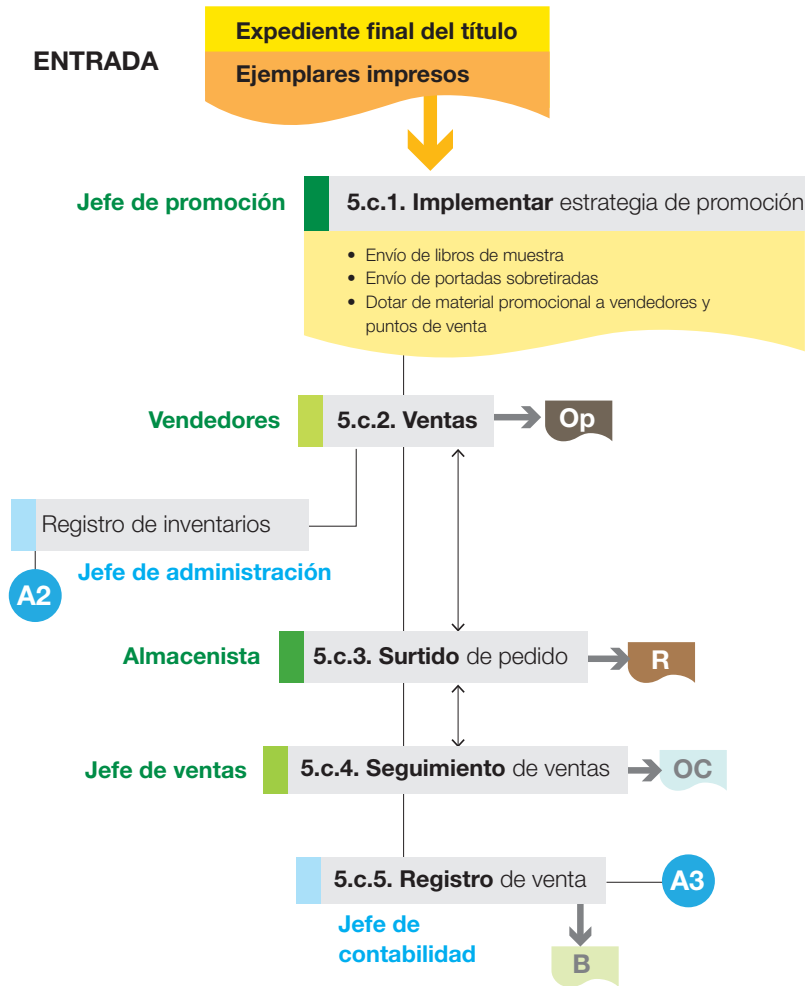 Expediente final del título
ENTRADA
Ejemplares impresos
Jefe de promoción
5.c.1. Implementar estrategia de promoción
• Envío de libros de muestra
• Envío de portadas sobretiradas
• Dotar de material promocional a vendedores y
puntos de venta
Vendedores
5.c.2. Ventas
Op
Registro de inventarios
Jefe de administración
A2
Almacenista
5.c.3. Surtido de pedido
R
Jefe de ventas
5.c.4. Seguimiento de ventas
OC
5.c.5. Registro de venta
A3
Jefe de
contabilidad
B